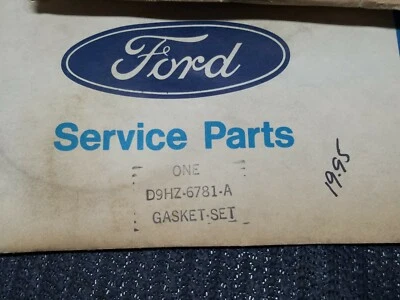 Ford
Service Parts
ONE
D9HZ-6781-A
GASKET-SET
19.95